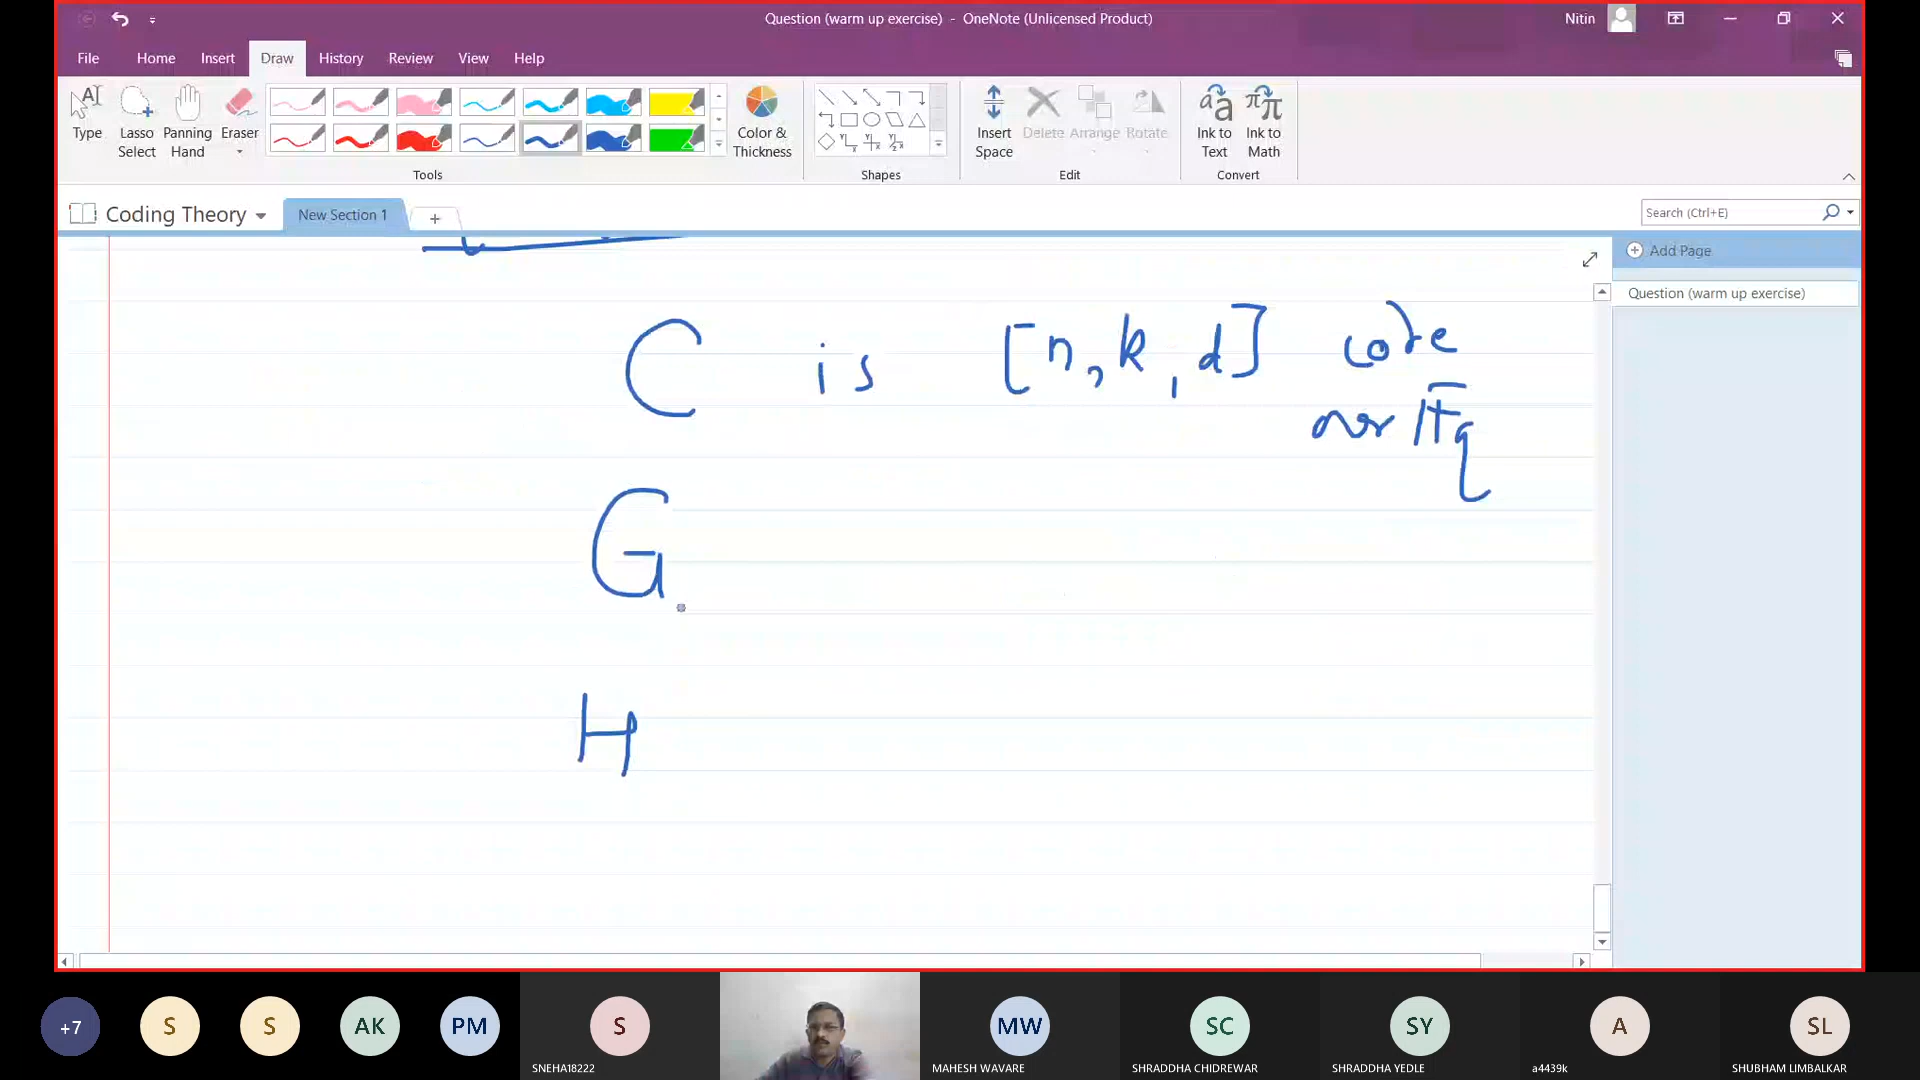 Question (warm up exercise) - OneNote (Unlicensed Product)
Nitin
File Home Insert Draw History Review View Help
Type
Lasso Select
Panning Hand
Eraser
Color & Thickness
Insert Space
Delete
Arrange
Rotate
Ink to Text
Ink to Math
Tools
Shapes
Edit
Convert
Coding Theory
New Section 1
Search (Ctrl+E)
Add Page
Question (warm up exercise)
C is [n, k, d] code
over 𝔽q
G
H
+7
S
S
AK
PM
S
MW
SC
SY
A
SL
SNEHA18222
MAHESH WAVARE
SHRADDHA CHIDREWAR
SHRADDHA YEDLE
a4439k
SHUBHAM LIMBALKAR